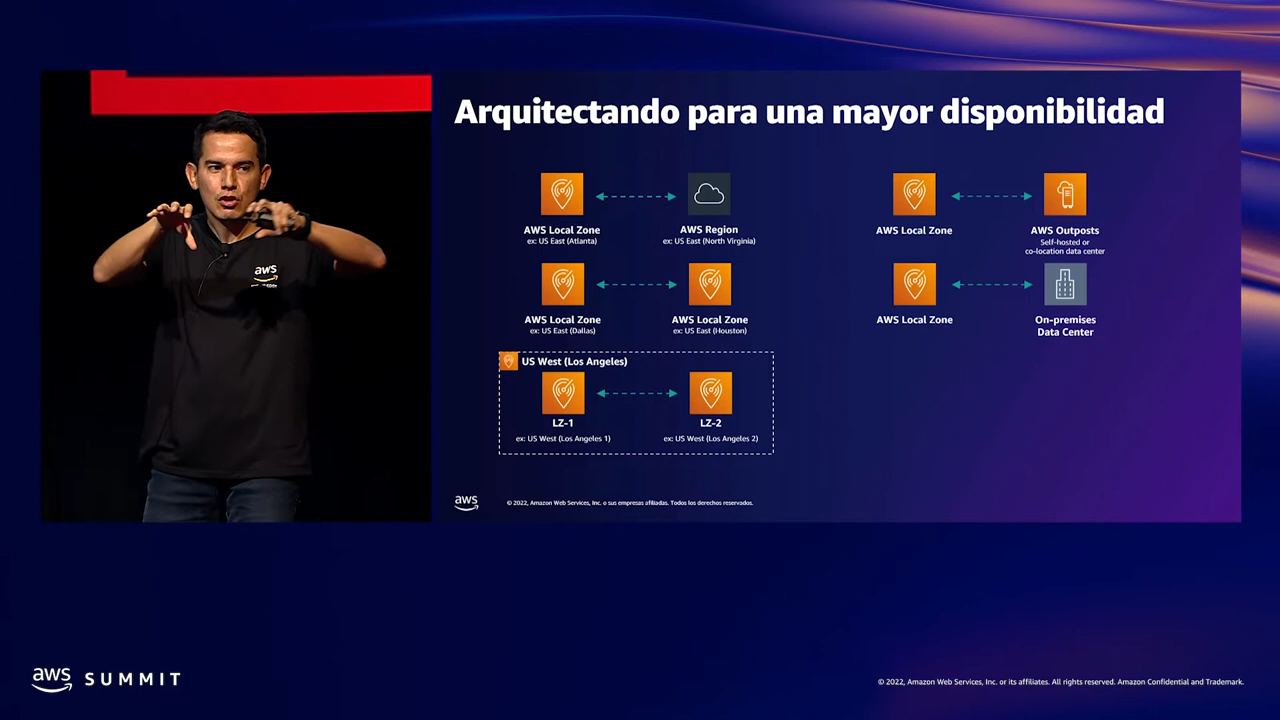 Arquitectando para una mayor disponibilidad
AWS Local Zone
ex: US East (Atlanta)
AWS Region
ex: US East (North Virginia)
AWS Local Zone
AWS Outposts
Self-hosted or
co-location data center
AWS Local Zone
ex: US East (Dallas)
AWS Local Zone
ex: US East (Houston)
AWS Local Zone
On-premises
Data Center
US West (Los Angeles)
LZ-1
ex: US West (Los Angeles 1)
LZ-2
ex: US West (Los Angeles 2)
aws
© 2022, Amazon Web Services, Inc. o sus empresas afiliadas. Todos los derechos reservados.
aws
aws SUMMIT
© 2022, Amazon Web Services, Inc. or its affiliates. All rights reserved. Amazon Confidential and Trademark.